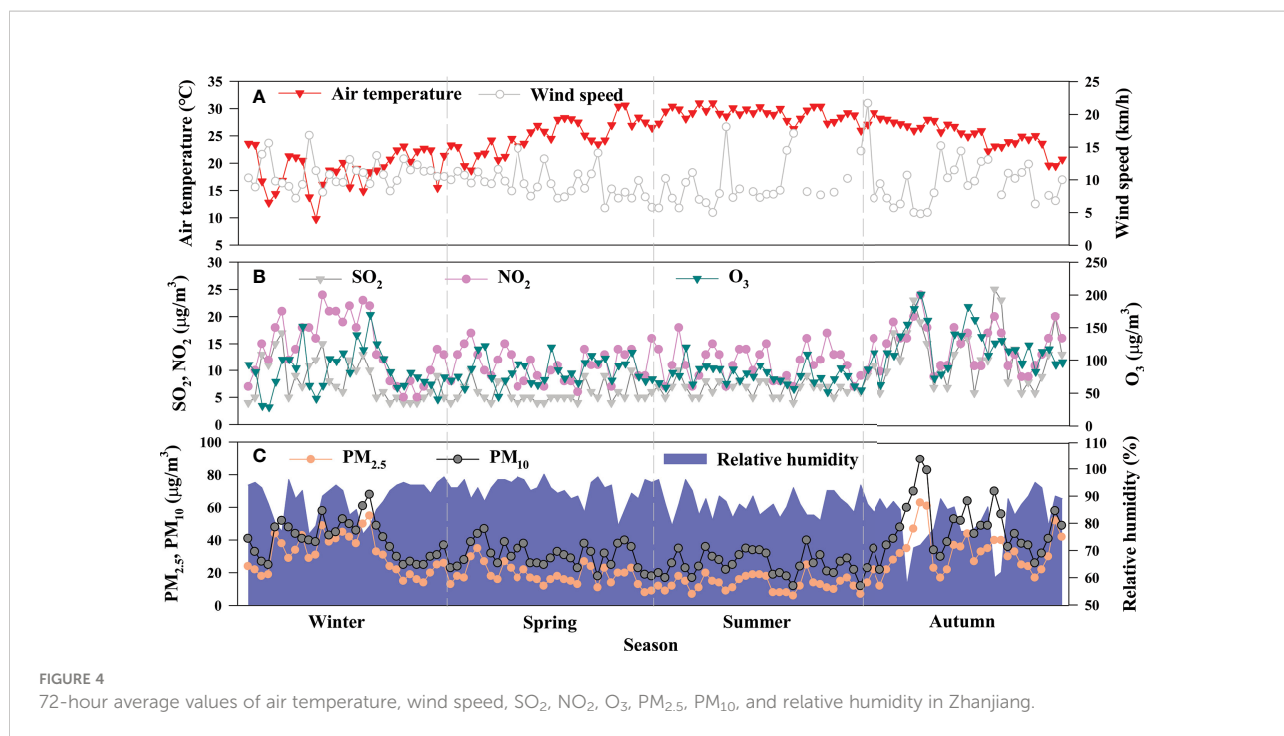 A
Air temperature
Wind speed
35
30
25
20
15
10
5
Air temperature (°C)
25
20
15
10
5
0
Wind speed (km/h)
B
SO₂
NO₂
O₃
30
25
20
15
10
5
0
SO₂, NO₂ (μg/m³)
250
200
150
100
50
0
O₃ (μg/m³)
C
PM₂.₅
PM₁₀
Relative humidity
100
80
60
40
20
0
PM₂.₅, PM₁₀ (μg/m³)
110
100
90
80
70
60
50
Relative humidity (%)
Winter Spring Summer Autumn
Season
FIGURE 4
72-hour average values of air temperature, wind speed, SO₂, NO₂, O₃, PM₂.₅, PM₁₀, and relative humidity in Zhanjiang.